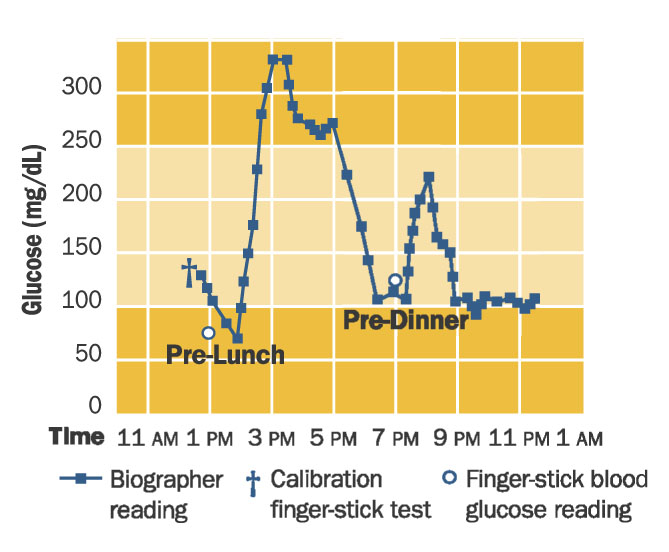 Glucose (mg/dL)
300
250
200
150
100
50
0
Pre-Dinner
Pre-Lunch
TIme 11 AM 1 PM 3 PM 5 PM 7 PM 9 PM 11 PM 1 AM
Biographer reading
Calibration finger-stick test
Finger-stick blood glucose reading